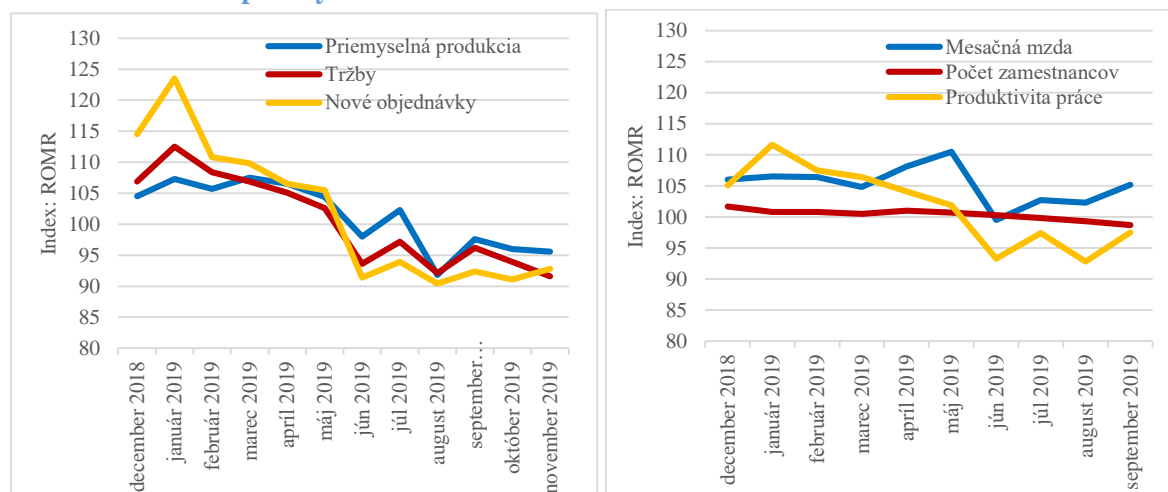 130
125
120
115
110
105
100
95
90
85
80
Index: ROMR
Priemyselná produkcia
Tržby
Nové objednávky
december 2018
január 2019
február 2019
marec 2019
apríl 2019
máj 2019
jún 2019
júl 2019
august 2019
september…
október 2019
november 2019
130
125
120
115
110
105
100
95
90
85
80
Index: ROMR
Mesačná mzda
Počet zamestnancov
Produktivita práce
december 2018
január 2019
február 2019
marec 2019
apríl 2019
máj 2019
jún 2019
júl 2019
august 2019
september 2019